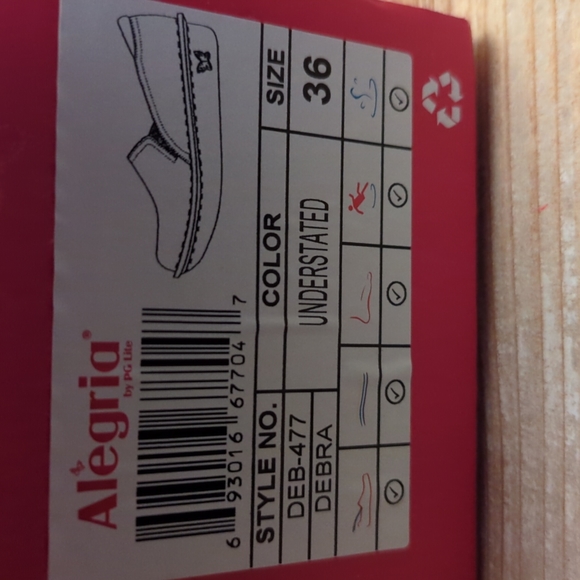 Alegria®
by PG Lite
6 93016 67704 7
STYLE NO. COLOR SIZE
DEB-477 UNDERSTATED 36
DEBRA